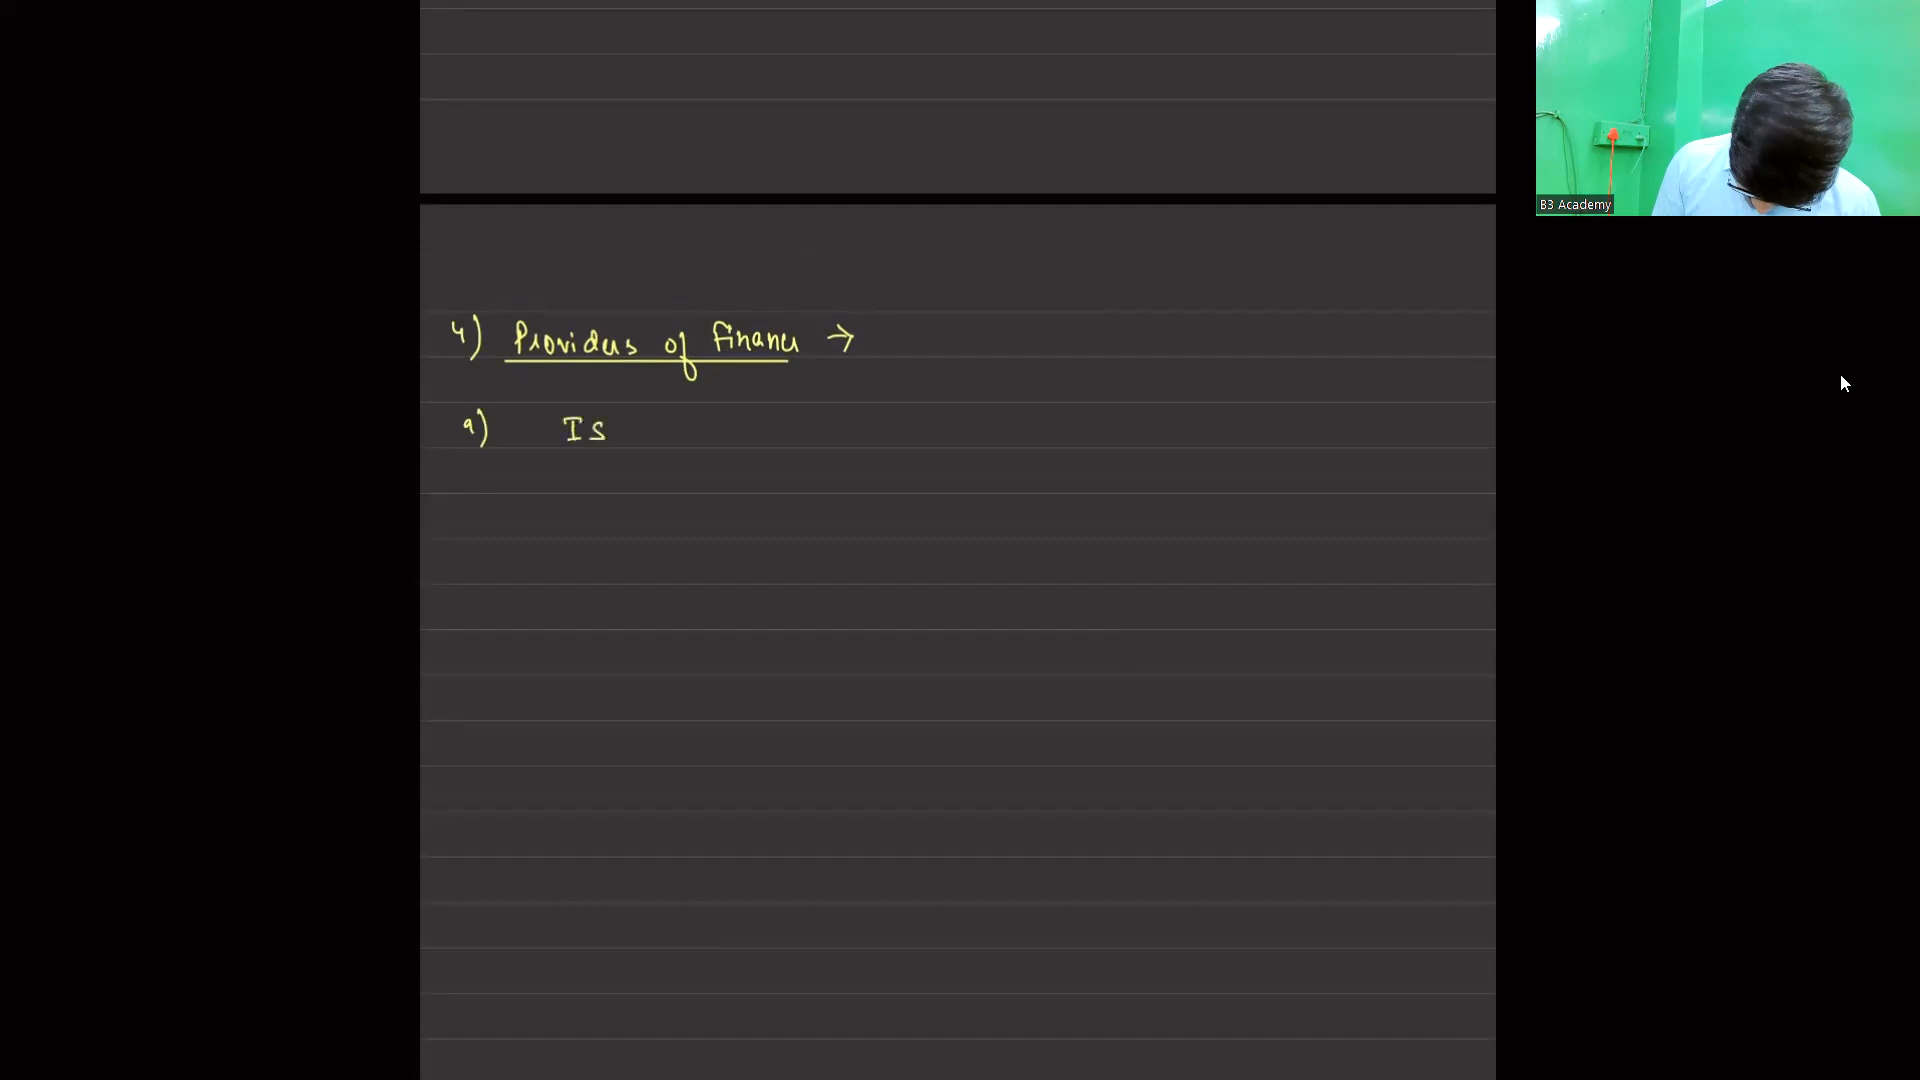 4) Providers of finance →
a) IS
B3 Academy